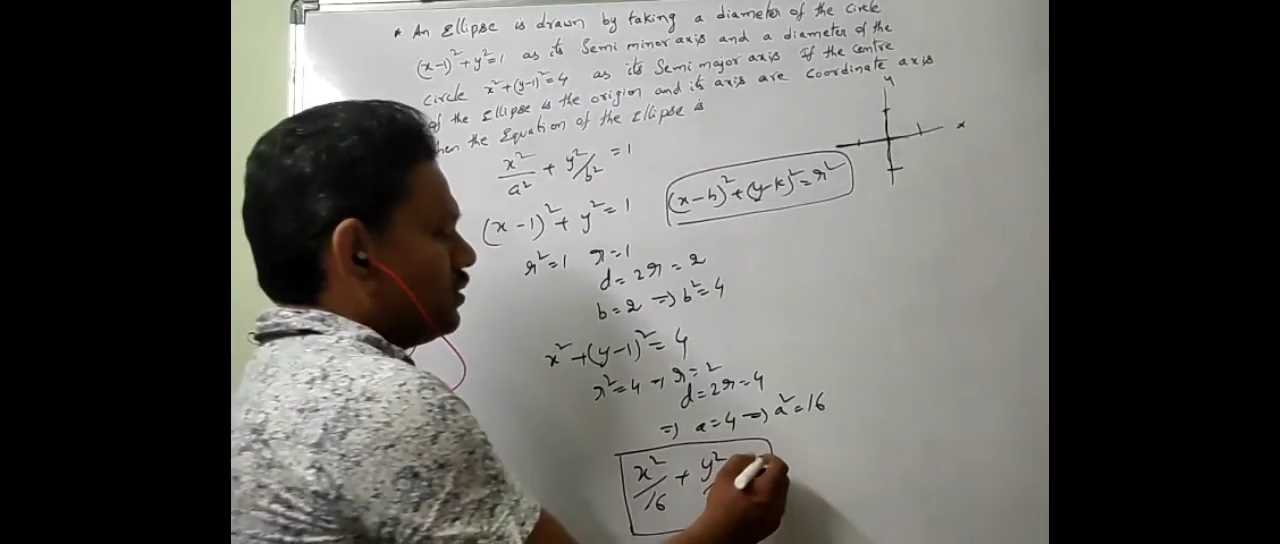 * An Ellipse is drawn by taking a diameter of the circle
(x-1)²+y²=1 as its semi minor axis and a diameter of the
circle x²+(y-1)²=4 as its semi major axis If the centre
of the Ellipse is the origion and its axis are coordinate axis
hen the Equation of the Ellipse is
x²/a² + y²/b² = 1
(x-h)²+(y-k)²=r²
(x-1)²+y²=1
r²=1 r=1
d=2r=2
b=2 ⇒ b²=4
x²+(y-1)²=4
r²=4 ⇒ r=2
d=2r=4
⇒ a=4 ⇒ a²=16
x²/16 + y²/
y
x